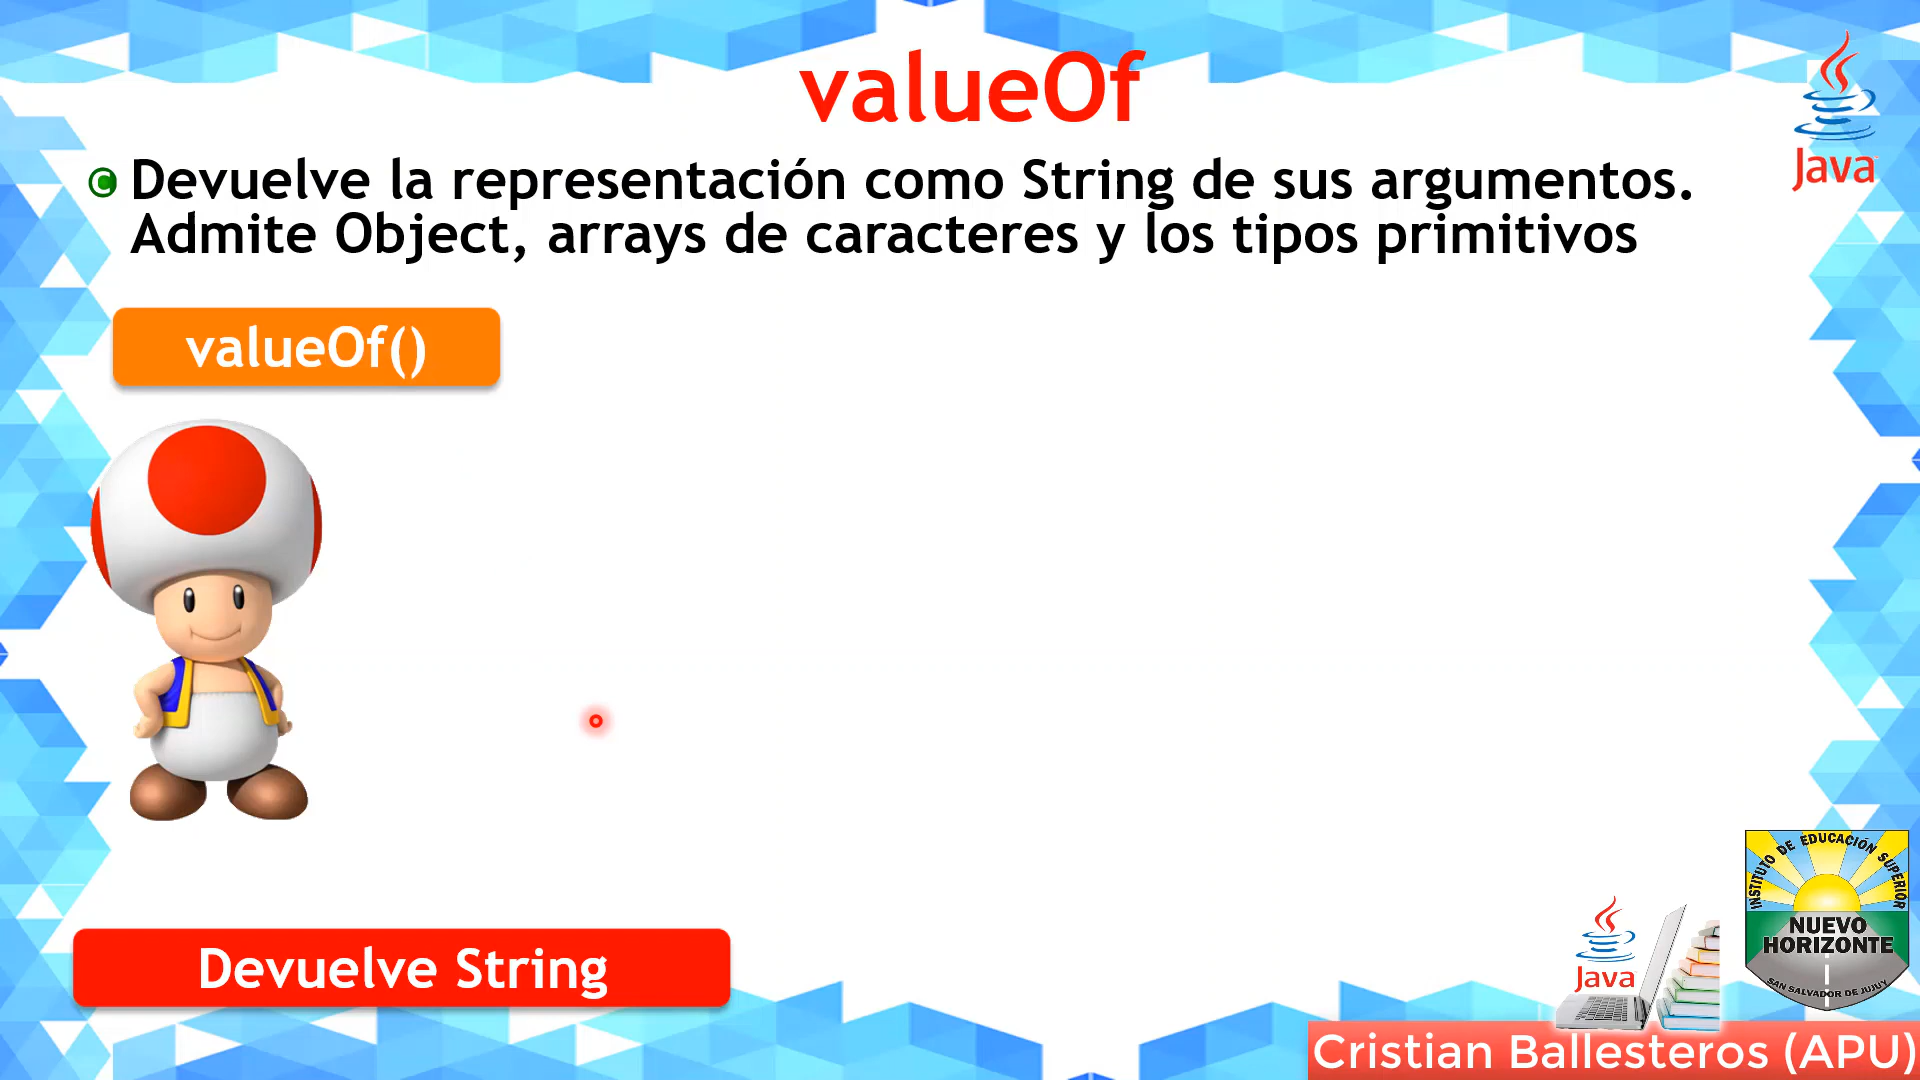 valueOf
Java
Devuelve la representación como String de sus argumentos.
Admite Object, arrays de caracteres y los tipos primitivos
valueOf()
INSTITUTO DE EDUCACIÓN SUPERIOR
NUEVO
HORIZONTE
SAN SALVADOR DE JUJUY
Java
Devuelve String
Cristian Ballesteros (APU)